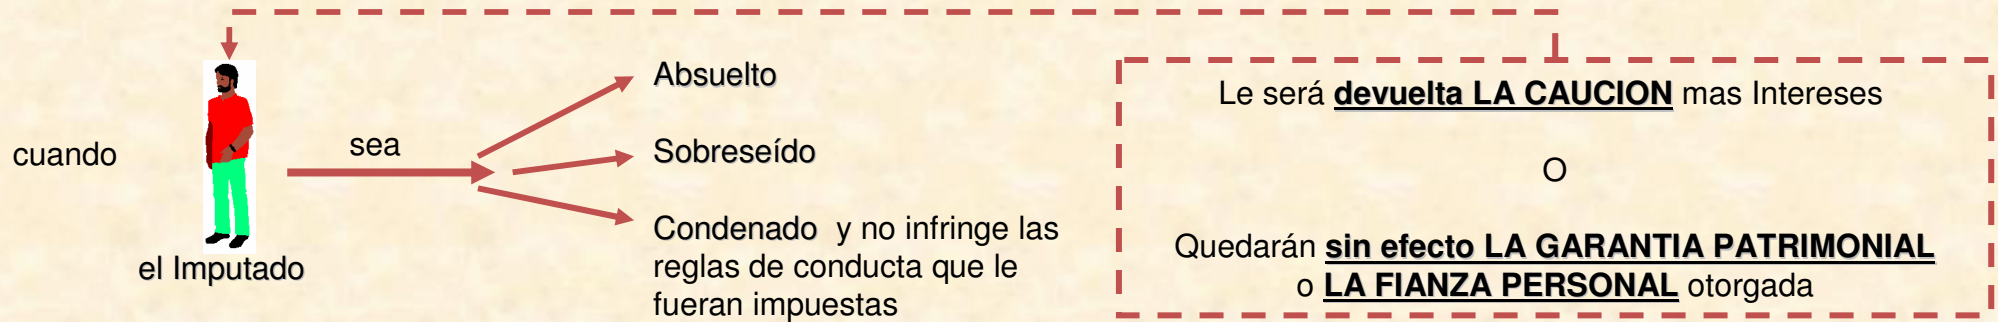 cuando
el Imputado
sea
Absuelto
Sobreseído
Condenado y no infringe las
reglas de conducta que le
fueran impuestas
Le será devuelta LA CAUCION mas Intereses
O
Quedarán sin efecto LA GARANTIA PATRIMONIAL
o LA FIANZA PERSONAL otorgada